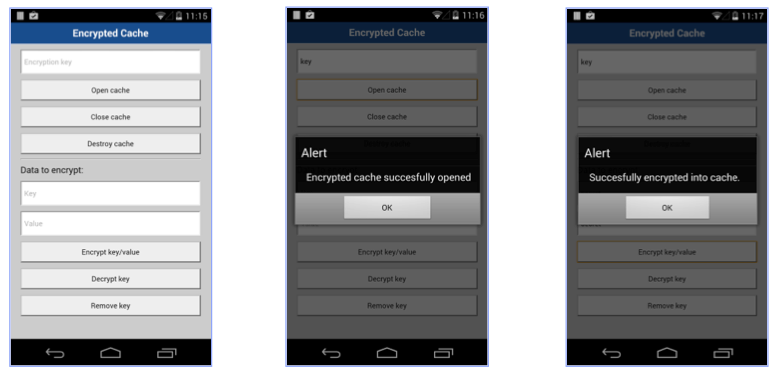 11:15
Encrypted Cache
Encryption key
Open cache
Close cache
Destroy cache
Data to encrypt:
Key
Value
Encrypt key/value
Decrypt key
Remove key
11:16
Encrypted Cache
key
Open cache
Close cache
Alert
Encrypted cache succesfully opened
OK
Encrypt key/value
Decrypt key
Remove key
11:17
Encrypted Cache
key
Open cache
Close cache
Alert
Succesfully encrypted into cache.
OK
Encrypt key/value
Decrypt key
Remove key